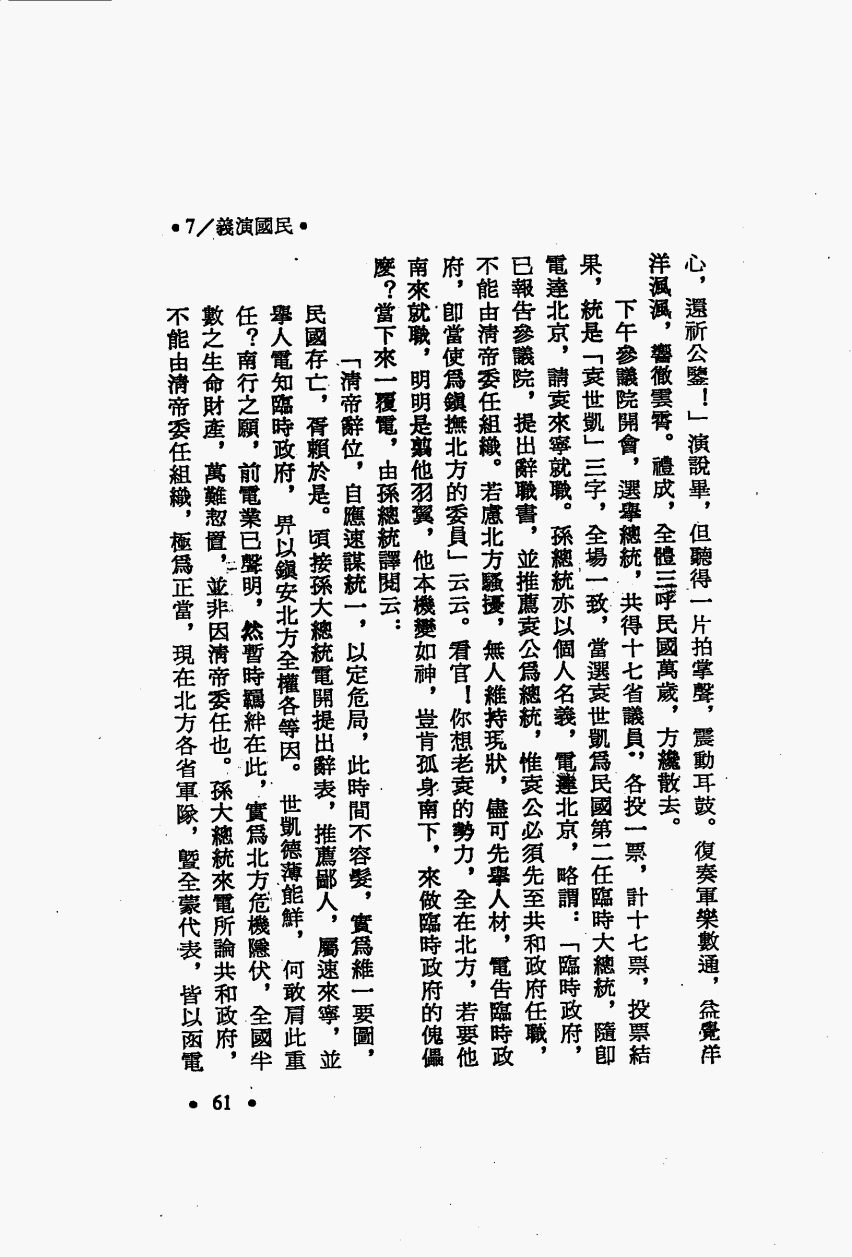 •7／義演國民•
心，還祈公鑒！」演說畢，但聽得一片拍掌聲，震動耳鼓。復奏軍樂數通，益覺洋
洋渢渢，響徹雲霄。禮成，全體三呼民國萬歲，方纔散去。
下午參議院開會，選舉總統，共得十七省議員，各投一票，計十七票，投票結
果，統是「袁世凱」三字，全場一致，當選袁世凱爲民國第二任臨時大總統，隨卽
電達北京，請袁來寧就職。孫總統亦以個人名義，電達北京，略謂：「臨時政府，
已報告參議院，提出辭職書，並推薦袁公爲總統，惟袁公必須先至共和政府任職，
不能由清帝委任組織。若慮北方騷擾，無人維持現狀，儘可先舉人材，電告臨時政
府，卽當使爲鎭撫北方的委員」云云。看官！你想老袁的勢力，全在北方，若要他
南來就職，明明是翦他羽翼，他本機變如神，豈肯孤身南下，來做臨時政府的傀儡
麼？當下來一覆電，由孫總統譯閱云：
「清帝辭位，自應速謀統一，以定危局，此時間不容髮，實爲維一要圖，
民國存亡，胥賴於是。頃接孫大總統電開提出辭表，推薦鄙人，屬速來寧，並
舉人電知臨時政府，畀以鎭安北方全權各等因。世凱德薄能鮮，何敢肩此重
任？南行之願，前電業已聲明，然暫時羈絆在此，實爲北方危機隱伏，全國半
數之生命財產，萬難恝置，並非因清帝委任也。孫大總統來電所論共和政府，
不能由清帝委任組織，極爲正當，現在北方各省軍隊，暨全蒙代表，皆以函電
• 61 •